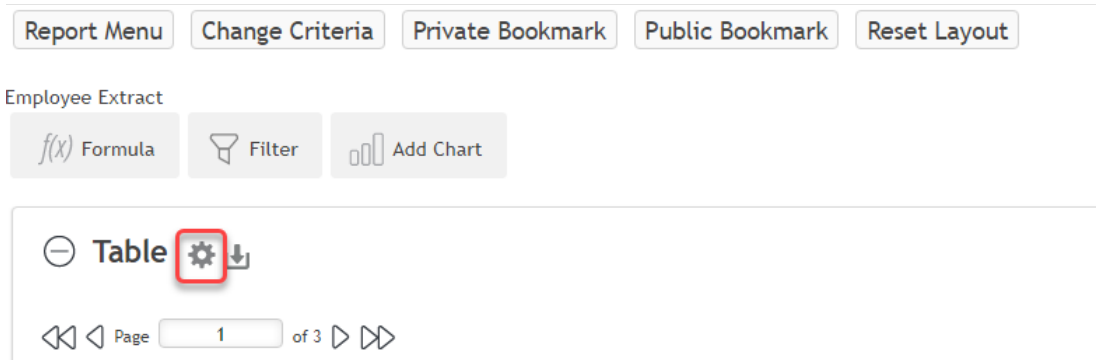 Report Menu Change Criteria Private Bookmark Public Bookmark Reset Layout
Employee Extract
f(x) Formula Filter Add Chart
Table
Page 1 of 3